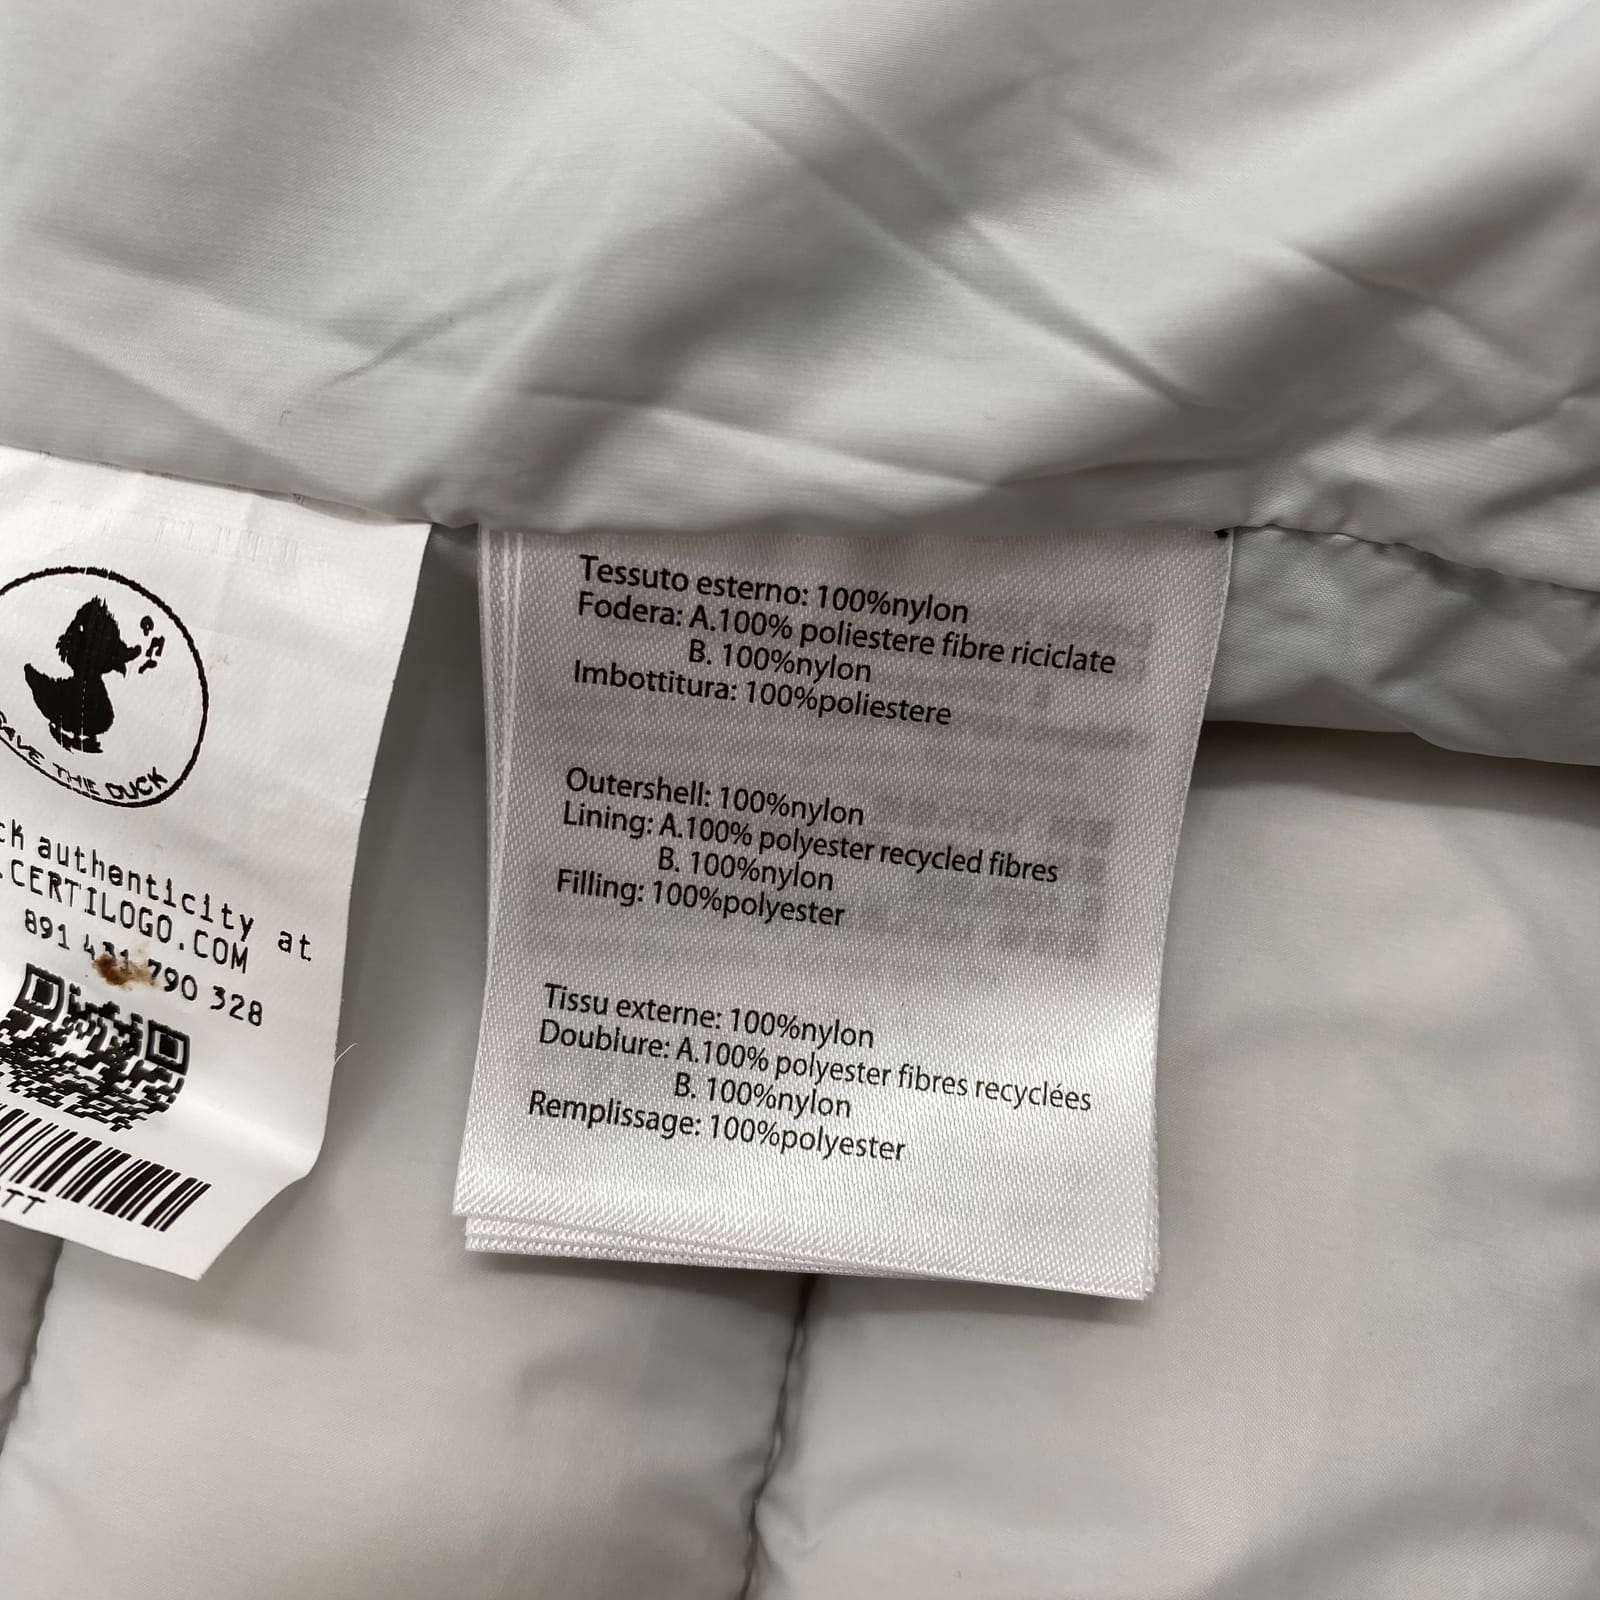 SAVE THE DUCK
authenticity at
.CERTILOGO.COM
891 431 790 328
Tessuto esterno: 100%nylon
Fodera: A.100% poliestere fibre riciclate
B. 100%nylon
Imbottitura: 100%poliestere
Outershell: 100%nylon
Lining: A.100% polyester recycled fibres
B. 100%nylon
Filling: 100%polyester
Tissu externe: 100%nylon
Doublure: A.100% polyester fibres recyclées
B. 100%nylon
Remplissage: 100%polyester